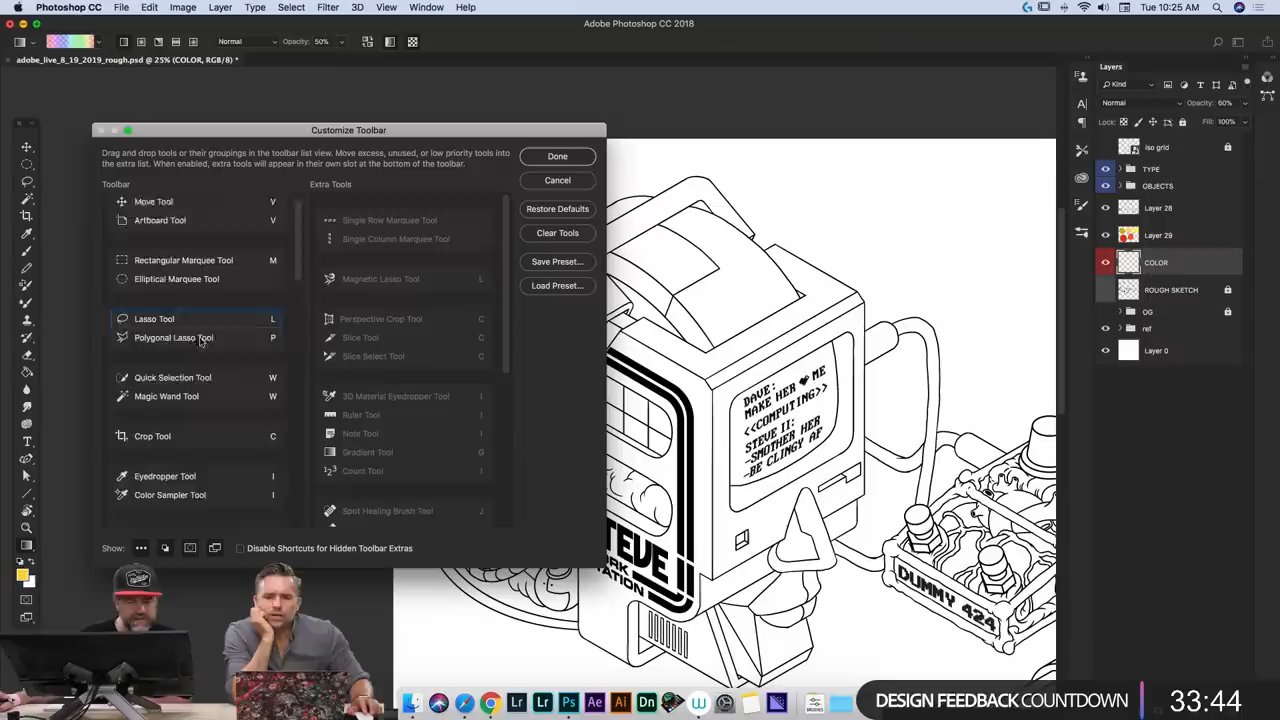 Photoshop CC File Edit Image Layer Type Select Filter 3D View Window Help Tue 10:25 AM
Adobe Photoshop CC 2018
Normal Opacity: 50%
adobe_live_8_19_2019_rough.psd @ 25% (COLOR, RGB/8) *
Customize Toolbar
Drag and drop tools or their groupings in the toolbar list view. Move excess, unused, or low priority tools into
the extra list. When enabled, extra tools will appear in their own slot at the bottom of the toolbar.
Done
Cancel
Restore Defaults
Clear Tools
Save Preset...
Load Preset...
Toolbar
Move Tool V
Artboard Tool V
Rectangular Marquee Tool M
Elliptical Marquee Tool
Lasso Tool L
Polygonal Lasso Tool P
Quick Selection Tool W
Magic Wand Tool W
Crop Tool C
Eyedropper Tool I
Color Sampler Tool I
Extra Tools
Single Row Marquee Tool
Single Column Marquee Tool
Magnetic Lasso Tool L
Perspective Crop Tool C
Slice Tool C
Slice Select Tool C
3D Material Eyedropper Tool I
Ruler Tool I
Note Tool I
Gradient Tool G
Count Tool I
Spot Healing Brush Tool J
Show: Disable Shortcuts for Hidden Toolbar Extras
DAVE:
MAKE HER ME
<<COMPUTING>>
STEVE II:
-SMOTHER HER
-BE CLINGY AF
STEVE II
DUMMY 424
Layers
Kind
Normal Opacity: 60%
Lock: Fill: 100%
iso grid
TYPE
OBJECTS
Layer 28
Layer 29
COLOR
ROUGH SKETCH
OG
ref
Layer 0
Lr Lr Ps Ae Ai Dn
DESIGN FEEDBACK COUNTDOWN 33:44